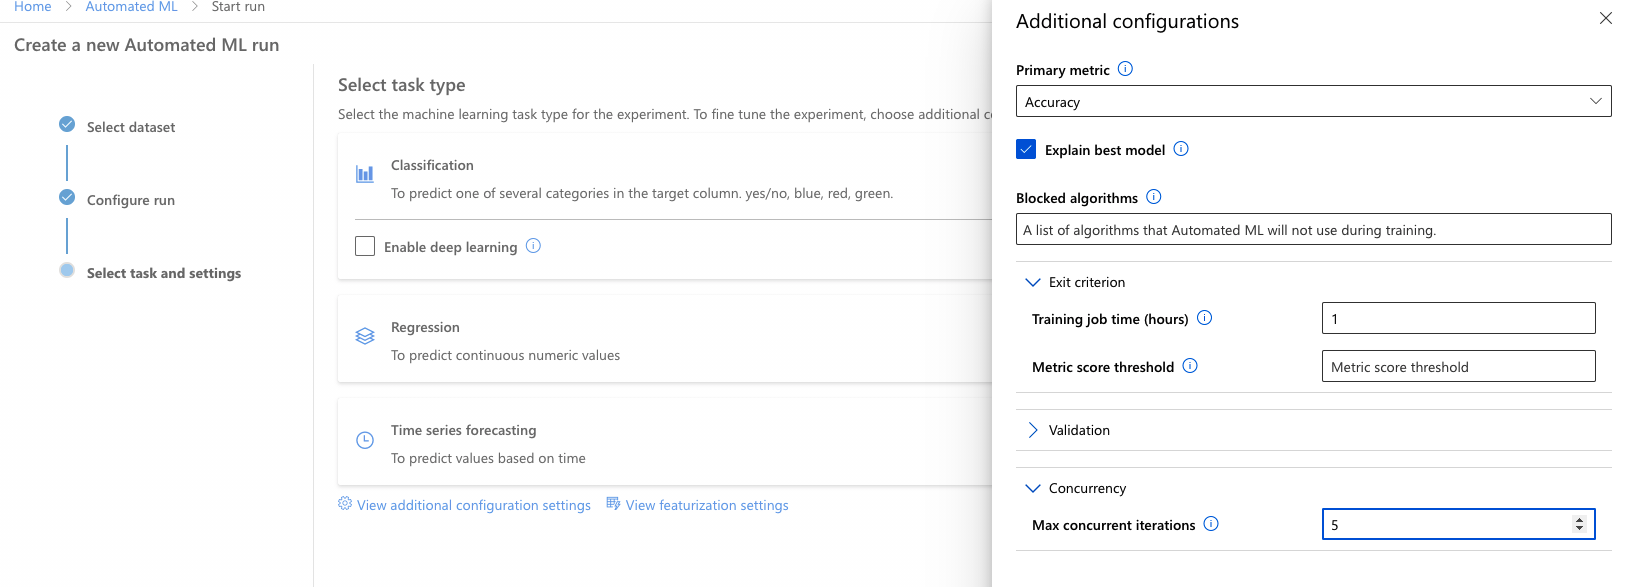 Home > Automated ML > Start run
Create a new Automated ML run
Select dataset
Configure run
Select task and settings
Select task type
Select the machine learning task type for the experiment. To fine tune the experiment, choose additional c
Classification
To predict one of several categories in the target column. yes/no, blue, red, green.
Enable deep learning
Regression
To predict continuous numeric values
Time series forecasting
To predict values based on time
View additional configuration settings View featurization settings
Additional configurations
Primary metric
Accuracy
Explain best model
Blocked algorithms
A list of algorithms that Automated ML will not use during training.
Exit criterion
Training job time (hours) 1
Metric score threshold Metric score threshold
Validation
Concurrency
Max concurrent iterations 5